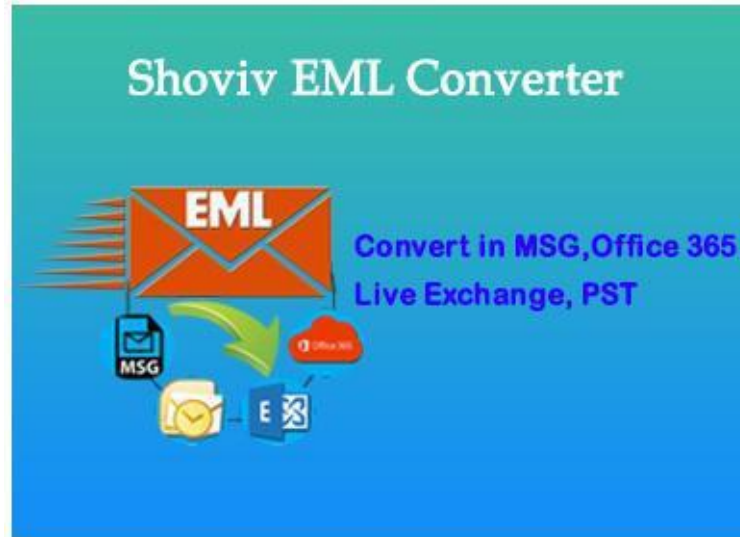 Shoviv EML Converter
EML
Convert in MSG,Office 365
Live Exchange, PST
Office 365
MSG
E